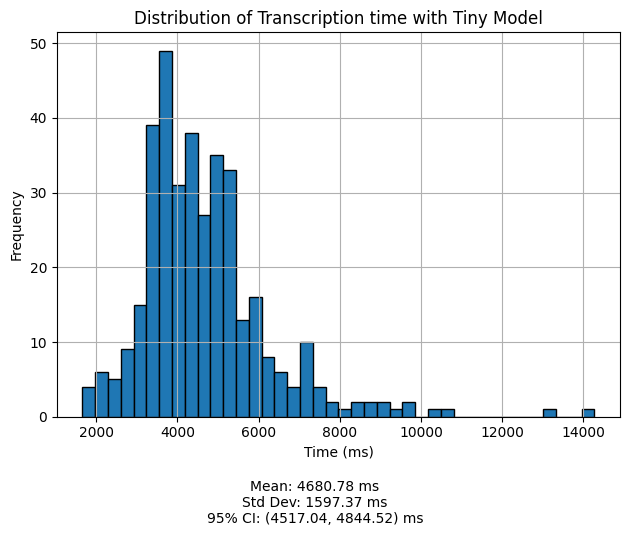 Distribution of Transcription time with Tiny Model
50
40
30
20
10
0
Frequency
2000 4000 6000 8000 10000 12000 14000
Time (ms)
Mean: 4680.78 ms
Std Dev: 1597.37 ms
95% CI: (4517.04, 4844.52) ms